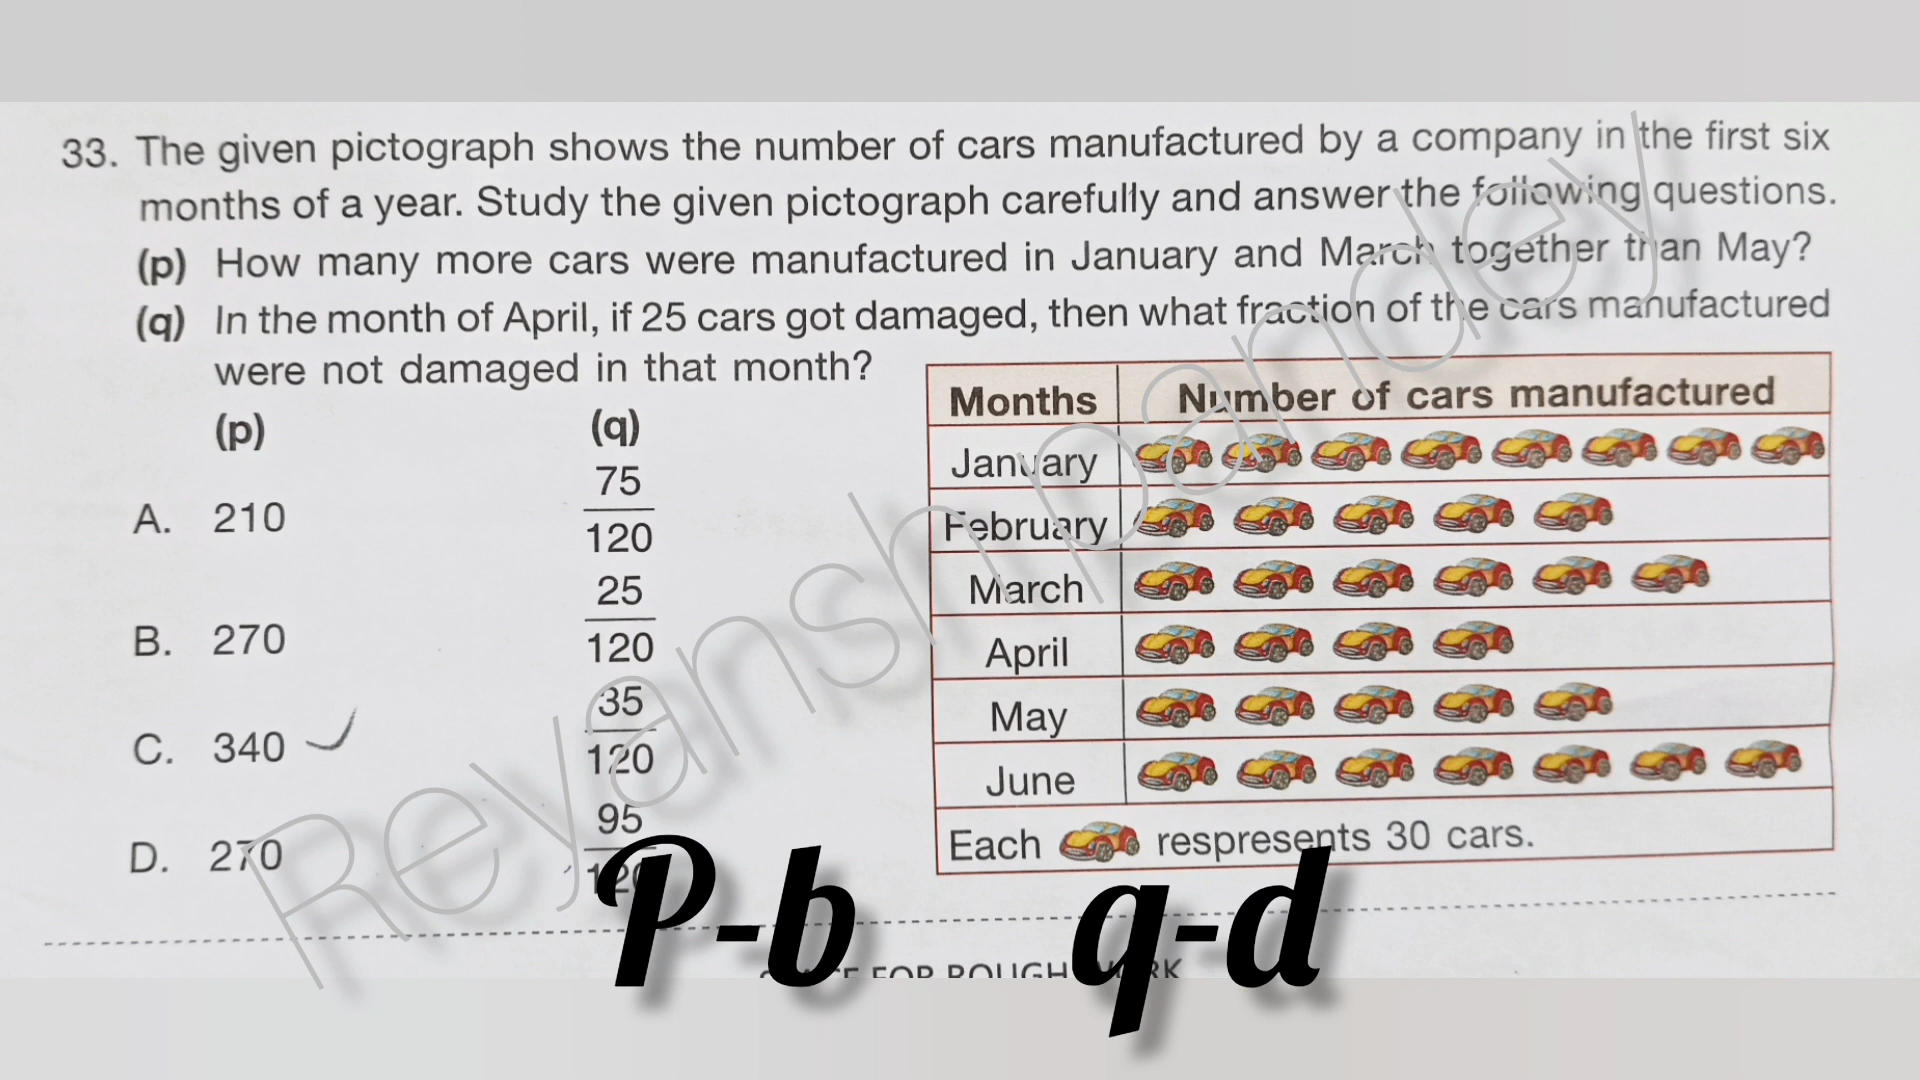 33. The given pictograph shows the number of cars manufactured by a company in the first six
months of a year. Study the given pictograph carefully and answer the following questions.
(p) How many more cars were manufactured in January and March together than May?
(q) In the month of April, if 25 cars got damaged, then what fraction of the cars manufactured
were not damaged in that month?
(p) (q)
A. 210 75/120
B. 270 25/120
C. 340 35/120
D. 270 95/120
Months Number of cars manufactured
January
February
March
April
May
June
Each respresents 30 cars.
P-b q-d
FOR ROUGH
Reyansh pandey